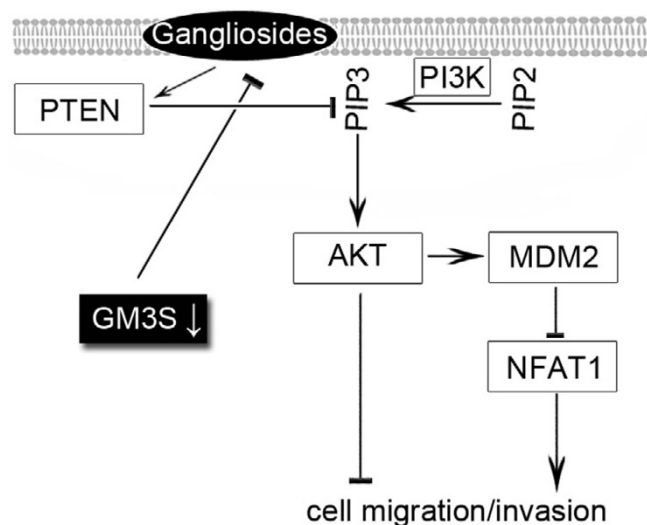 Gangliosides
PTEN
PIP3
PI3K
PIP2
AKT
MDM2
GM3S ↓
NFAT1
cell migration/invasion